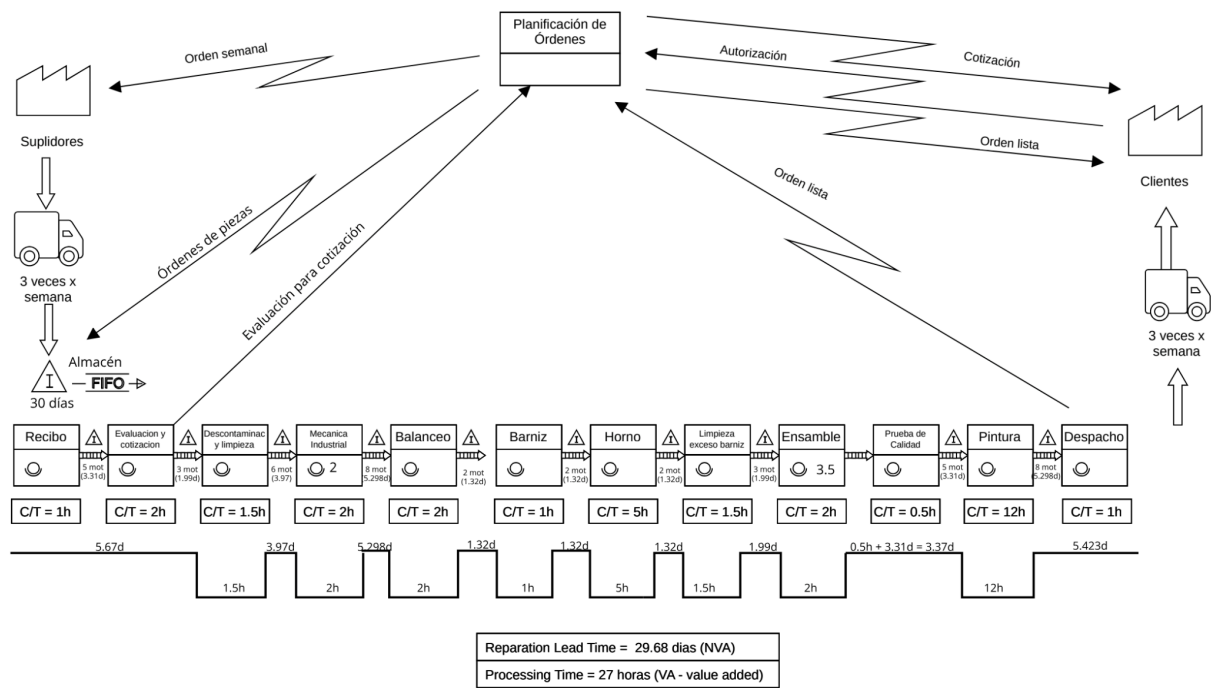 Planificación de
Órdenes
Orden semanal
Autorización
Cotización
Suplidores
Orden lista
Orden lista
Clientes
Órdenes de piezas
Evaluación para cotización
3 veces x
semana
3 veces x
semana
Almacén
I
FIFO
30 días
Recibo
I
Evaluacion y
cotizacion
I
Descontaminac
y limpieza
I
Mecanica
Industrial
I
Balanceo
I
Barniz
I
Horno
I
Limpieza
exceso barniz
I
Ensamble
Prueba de
Calidad
I
Pintura
I
Despacho
2
3.5
5 mot
(3.31d)
3 mot
(1.99d)
6 mot
(3.97)
8 mot
(5.298d)
2 mot
(1.32d)
2 mot
(1.32d)
2 mot
(1.32d)
3 mot
(1.99d)
5 mot
(3.31d)
8 mot
(5.298d)
C/T = 1h
C/T = 2h
C/T = 1.5h
C/T = 2h
C/T = 2h
C/T = 1h
C/T = 5h
C/T = 1.5h
C/T = 2h
C/T = 0.5h
C/T = 12h
C/T = 1h
5.67d
3.97d
5.298d
1.32d
1.32d
1.32d
1.99d
0.5h + 3.31d = 3.37d
5.423d
1.5h
2h
2h
1h
5h
1.5h
2h
12h
Reparation Lead Time = 29.68 dias (NVA)
Processing Time = 27 horas (VA - value added)